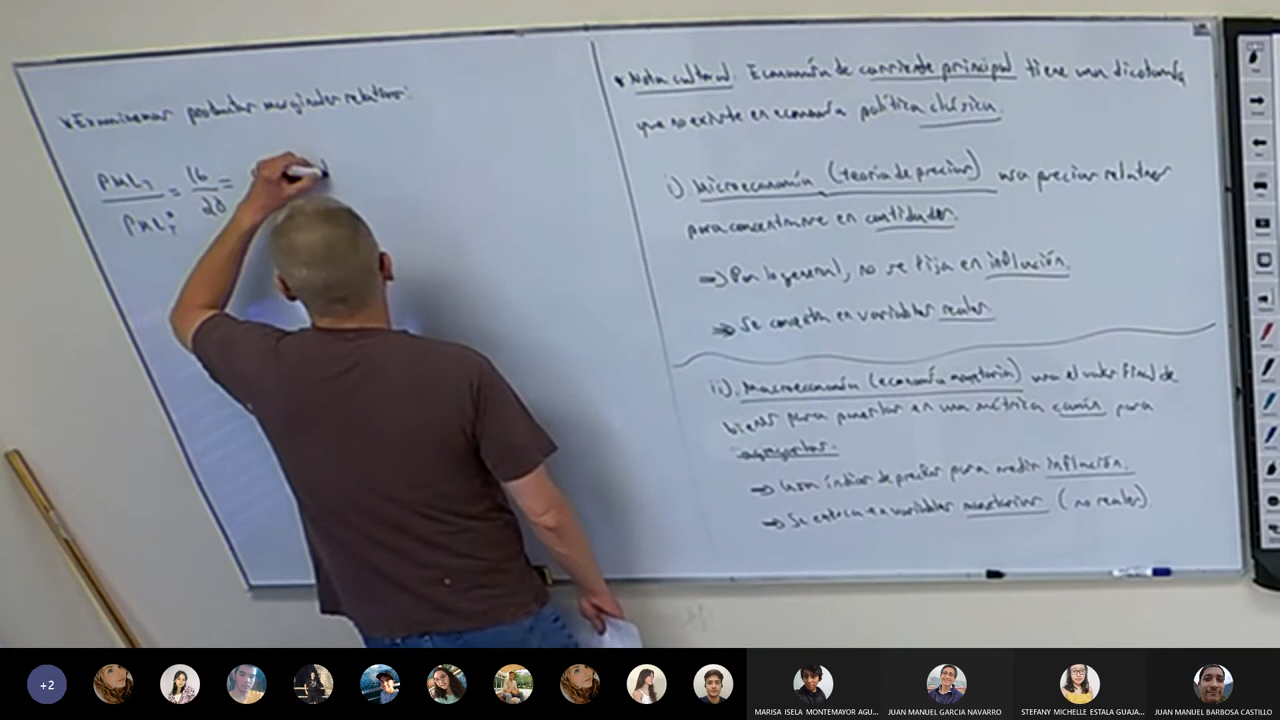 * Examinemos productos marginales relativos:
PML_T
PML_T^*
= 16
20
=
* Nota cultural. Economía de corriente principal tiene una dicotomía
que no existe en economía política clásica.
i) Microeconomía (teoría de precios) usa precios relativos
para concentrarse en cantidades.
=> Por lo general, no se fija en inflación.
=> Se concentra en variables reales
ii). Macroeconomía (economía monetaria) usa el valor final de
bienes para ponerlos en una métrica común para
agregarlos.
=> Usa índices de precios para medir inflación.
=> Se enfoca en variables monetarias (no reales).
+2
MARISA ISELA MONTEMAYOR AGU...
JUAN MANUEL GARCIA NAVARRO
STEFANY MICHELLE ESTALA GUAJA...
JUAN MANUEL BARBOSA CASTILLO